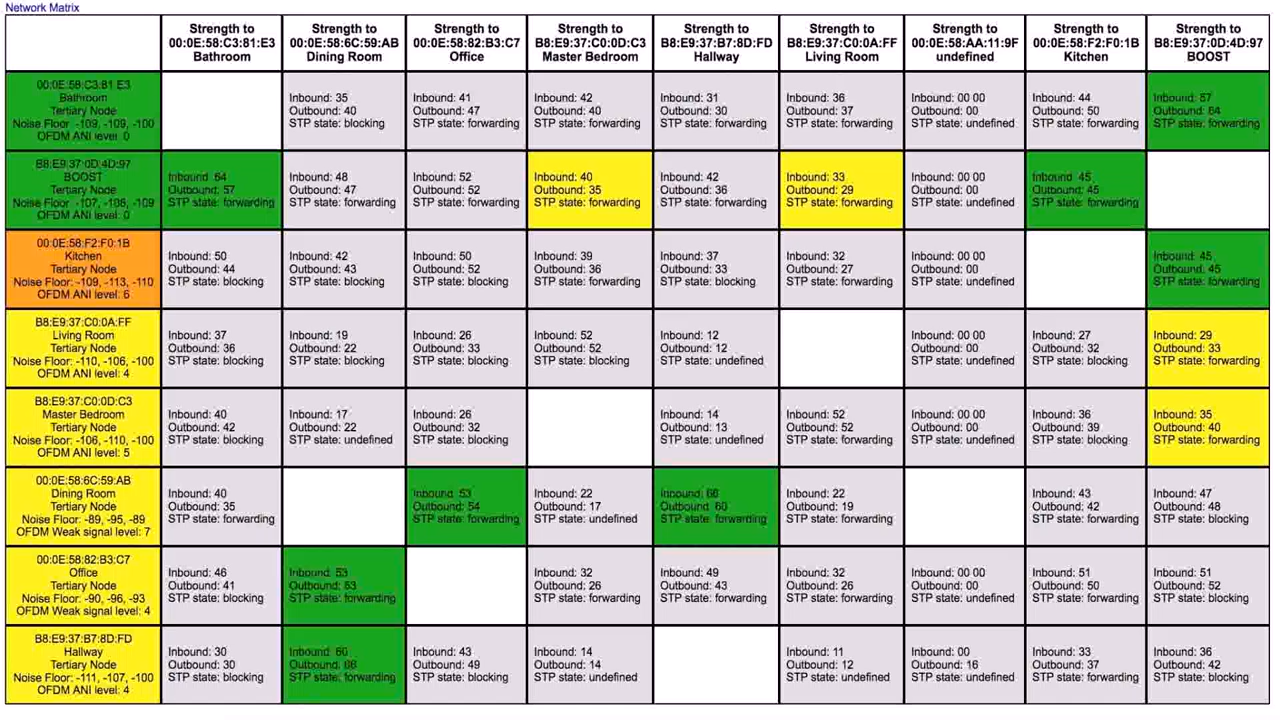 Network Matrix
Strength to
00:0E:58:C3:81:E3
Bathroom
Strength to
00:0E:58:6C:59:AB
Dining Room
Strength to
00:0E:58:82:B3:C7
Office
Strength to
B8:E9:37:C0:0D:C3
Master Bedroom
Strength to
B8:E9:37:B7:8D:FD
Hallway
Strength to
B8:E9:37:C0:0A:FF
Living Room
Strength to
00:0E:58:AA:11:9F
undefined
Strength to
00:0E:58:F2:F0:1B
Kitchen
Strength to
B8:E9:37:0D:4D:97
BOOST
00:0E:58:C3:81:E3
Bathroom
Tertiary Node
Noise Floor: -109, -109, -100
OFDM ANI level: 0
Inbound: 35
Outbound: 40
STP state: blocking
Inbound: 41
Outbound: 47
STP state: forwarding
Inbound: 42
Outbound: 40
STP state: forwarding
Inbound: 31
Outbound: 30
STP state: forwarding
Inbound: 36
Outbound: 37
STP state: forwarding
Inbound: 00 00
Outbound: 00
STP state: undefined
Inbound: 44
Outbound: 50
STP state: forwarding
Inbound: 57
Outbound: 64
STP state: forwarding
B8:E9:37:0D:4D:97
BOOST
Tertiary Node
Noise Floor: -107, -109
OFDM ANI level: 0
Inbound: 64
Outbound: 57
STP state: forwarding
Inbound: 48
Outbound: 47
STP state: forwarding
Inbound: 52
Outbound: 52
STP state: forwarding
Inbound: 40
Outbound: 35
STP state: forwarding
Inbound: 42
Outbound: 36
STP state: forwarding
Inbound: 33
Outbound: 29
STP state: forwarding
Inbound: 00 00
Outbound: 00
STP state: undefined
Inbound: 45
Outbound: 45
STP state: forwarding
00:0E:58:F2:F0:1B
Kitchen
Tertiary Node
Noise Floor: -109, -113, -110
OFDM ANI level: 6
Inbound: 50
Outbound: 44
STP state: blocking
Inbound: 42
Outbound: 43
STP state: blocking
Inbound: 50
Outbound: 52
STP state: blocking
Inbound: 39
Outbound: 36
STP state: forwarding
Inbound: 37
Outbound: 33
STP state: blocking
Inbound: 32
Outbound: 27
STP state: forwarding
Inbound: 00 00
Outbound: 00
STP state: undefined
Inbound: 45
Outbound: 45
STP state: forwarding
B8:E9:37:C0:0A:FF
Living Room
Tertiary Node
Noise Floor: -110, -106, -100
OFDM ANI level: 4
Inbound: 37
Outbound: 36
STP state: blocking
Inbound: 19
Outbound: 22
STP state: blocking
Inbound: 26
Outbound: 33
STP state: blocking
Inbound: 52
Outbound: 52
STP state: blocking
Inbound: 12
Outbound: 12
STP state: undefined
Inbound: 00 00
Outbound: 00
STP state: undefined
Inbound: 27
Outbound: 32
STP state: blocking
Inbound: 29
Outbound: 33
STP state: forwarding
B8:E9:37:C0:0D:C3
Master Bedroom
Tertiary Node
Noise Floor: -106, -110, -100
OFDM ANI level: 5
Inbound: 40
Outbound: 42
STP state: blocking
Inbound: 17
Outbound: 22
STP state: undefined
Inbound: 26
Outbound: 32
STP state: blocking
Inbound: 14
Outbound: 13
STP state: undefined
Inbound: 52
Outbound: 52
STP state: forwarding
Inbound: 00 00
Outbound: 00
STP state: undefined
Inbound: 36
Outbound: 39
STP state: blocking
Inbound: 35
Outbound: 40
STP state: forwarding
00:0E:58:6C:59:AB
Dining Room
Tertiary Node
Noise Floor: -89, -95, -89
OFDM Weak signal level: 7
Inbound: 40
Outbound: 35
STP state: forwarding
Inbound: 53
Outbound: 54
STP state: forwarding
Inbound: 22
Outbound: 17
STP state: undefined
Inbound:
Outbound: 60
STP state: forwarding
Inbound: 22
Outbound: 19
STP state: forwarding
Inbound: 43
Outbound: 42
STP state: forwarding
Inbound: 47
Outbound: 48
STP state: blocking
00:0E:58:82:B3:C7
Office
Tertiary Node
Noise Floor: -90, -96, -93
OFDM Weak signal level: 4
Inbound: 46
Outbound: 41
STP state: blocking
Inbound: 53
Outbound: 53
STP state: forwarding
Inbound: 32
Outbound: 26
STP state: forwarding
Inbound: 49
Outbound: 43
STP state: forwarding
Inbound: 32
Outbound: 26
STP state: forwarding
Inbound: 00 00
Outbound: 00
STP state: undefined
Inbound: 51
Outbound: 50
STP state: forwarding
Inbound: 51
Outbound: 52
STP state: blocking
B8:E9:37:B7:8D:FD
Hallway
Tertiary Node
Noise Floor: -111, -107, -100
OFDM ANI level: 4
Inbound: 30
Outbound: 30
STP state: blocking
Inbound: 60
Outbound:
STP state: forwarding
Inbound: 43
Outbound: 49
STP state: blocking
Inbound: 14
Outbound: 14
STP state: undefined
Inbound: 11
Outbound: 12
STP state: undefined
Inbound: 00
Outbound: 16
STP state: undefined
Inbound: 33
Outbound: 37
STP state: blocking
Inbound: 36
Outbound: 42
STP state: blocking